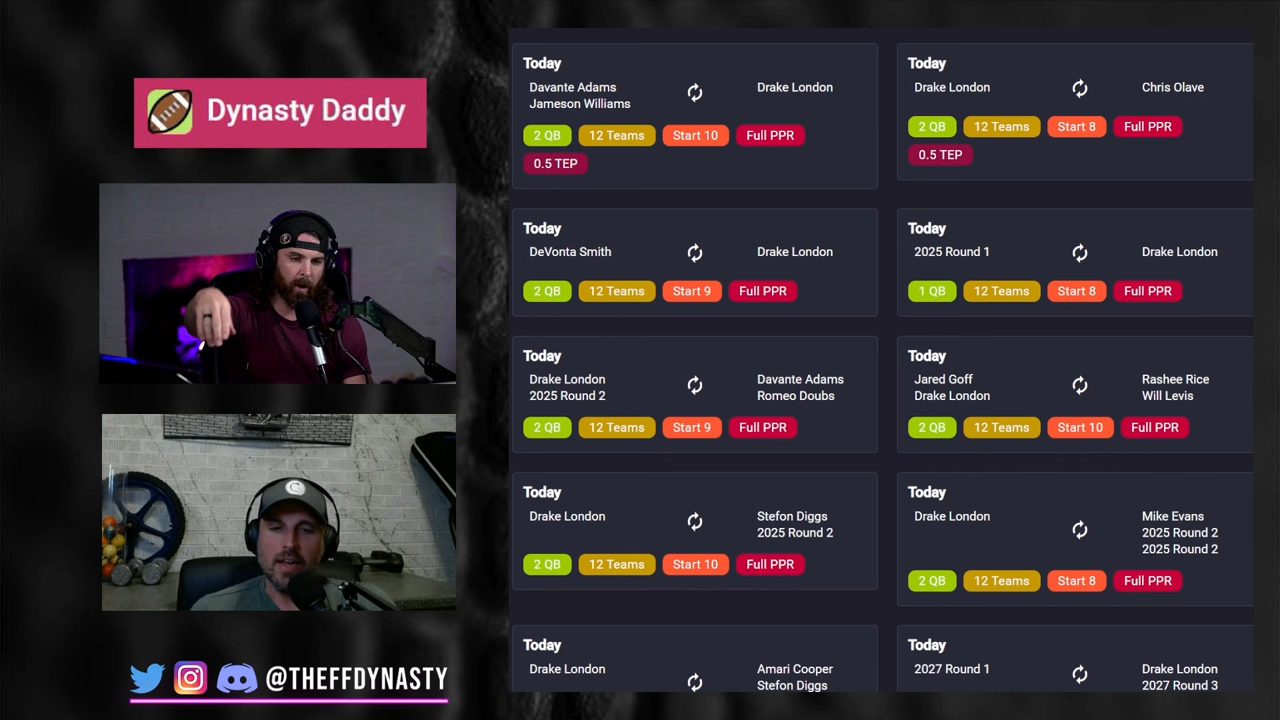 Dynasty Daddy
@THEFFDYNASTY
Today
Davante Adams
Jameson Williams
Drake London
2 QB
12 Teams
Start 10
Full PPR
0.5 TEP
Today
Drake London
Chris Olave
2 QB
12 Teams
Start 8
Full PPR
0.5 TEP
Today
DeVonta Smith
Drake London
2 QB
12 Teams
Start 9
Full PPR
Today
2025 Round 1
Drake London
1 QB
12 Teams
Start 8
Full PPR
Today
Drake London
2025 Round 2
Davante Adams
Romeo Doubs
2 QB
12 Teams
Start 9
Full PPR
Today
Jared Goff
Drake London
Rashee Rice
Will Levis
2 QB
12 Teams
Start 10
Full PPR
Today
Drake London
Stefon Diggs
2025 Round 2
2 QB
12 Teams
Start 10
Full PPR
Today
Drake London
Mike Evans
2025 Round 2
2025 Round 2
2 QB
12 Teams
Start 8
Full PPR
Today
Drake London
Amari Cooper
Stefon Diggs
Today
2027 Round 1
Drake London
2027 Round 3